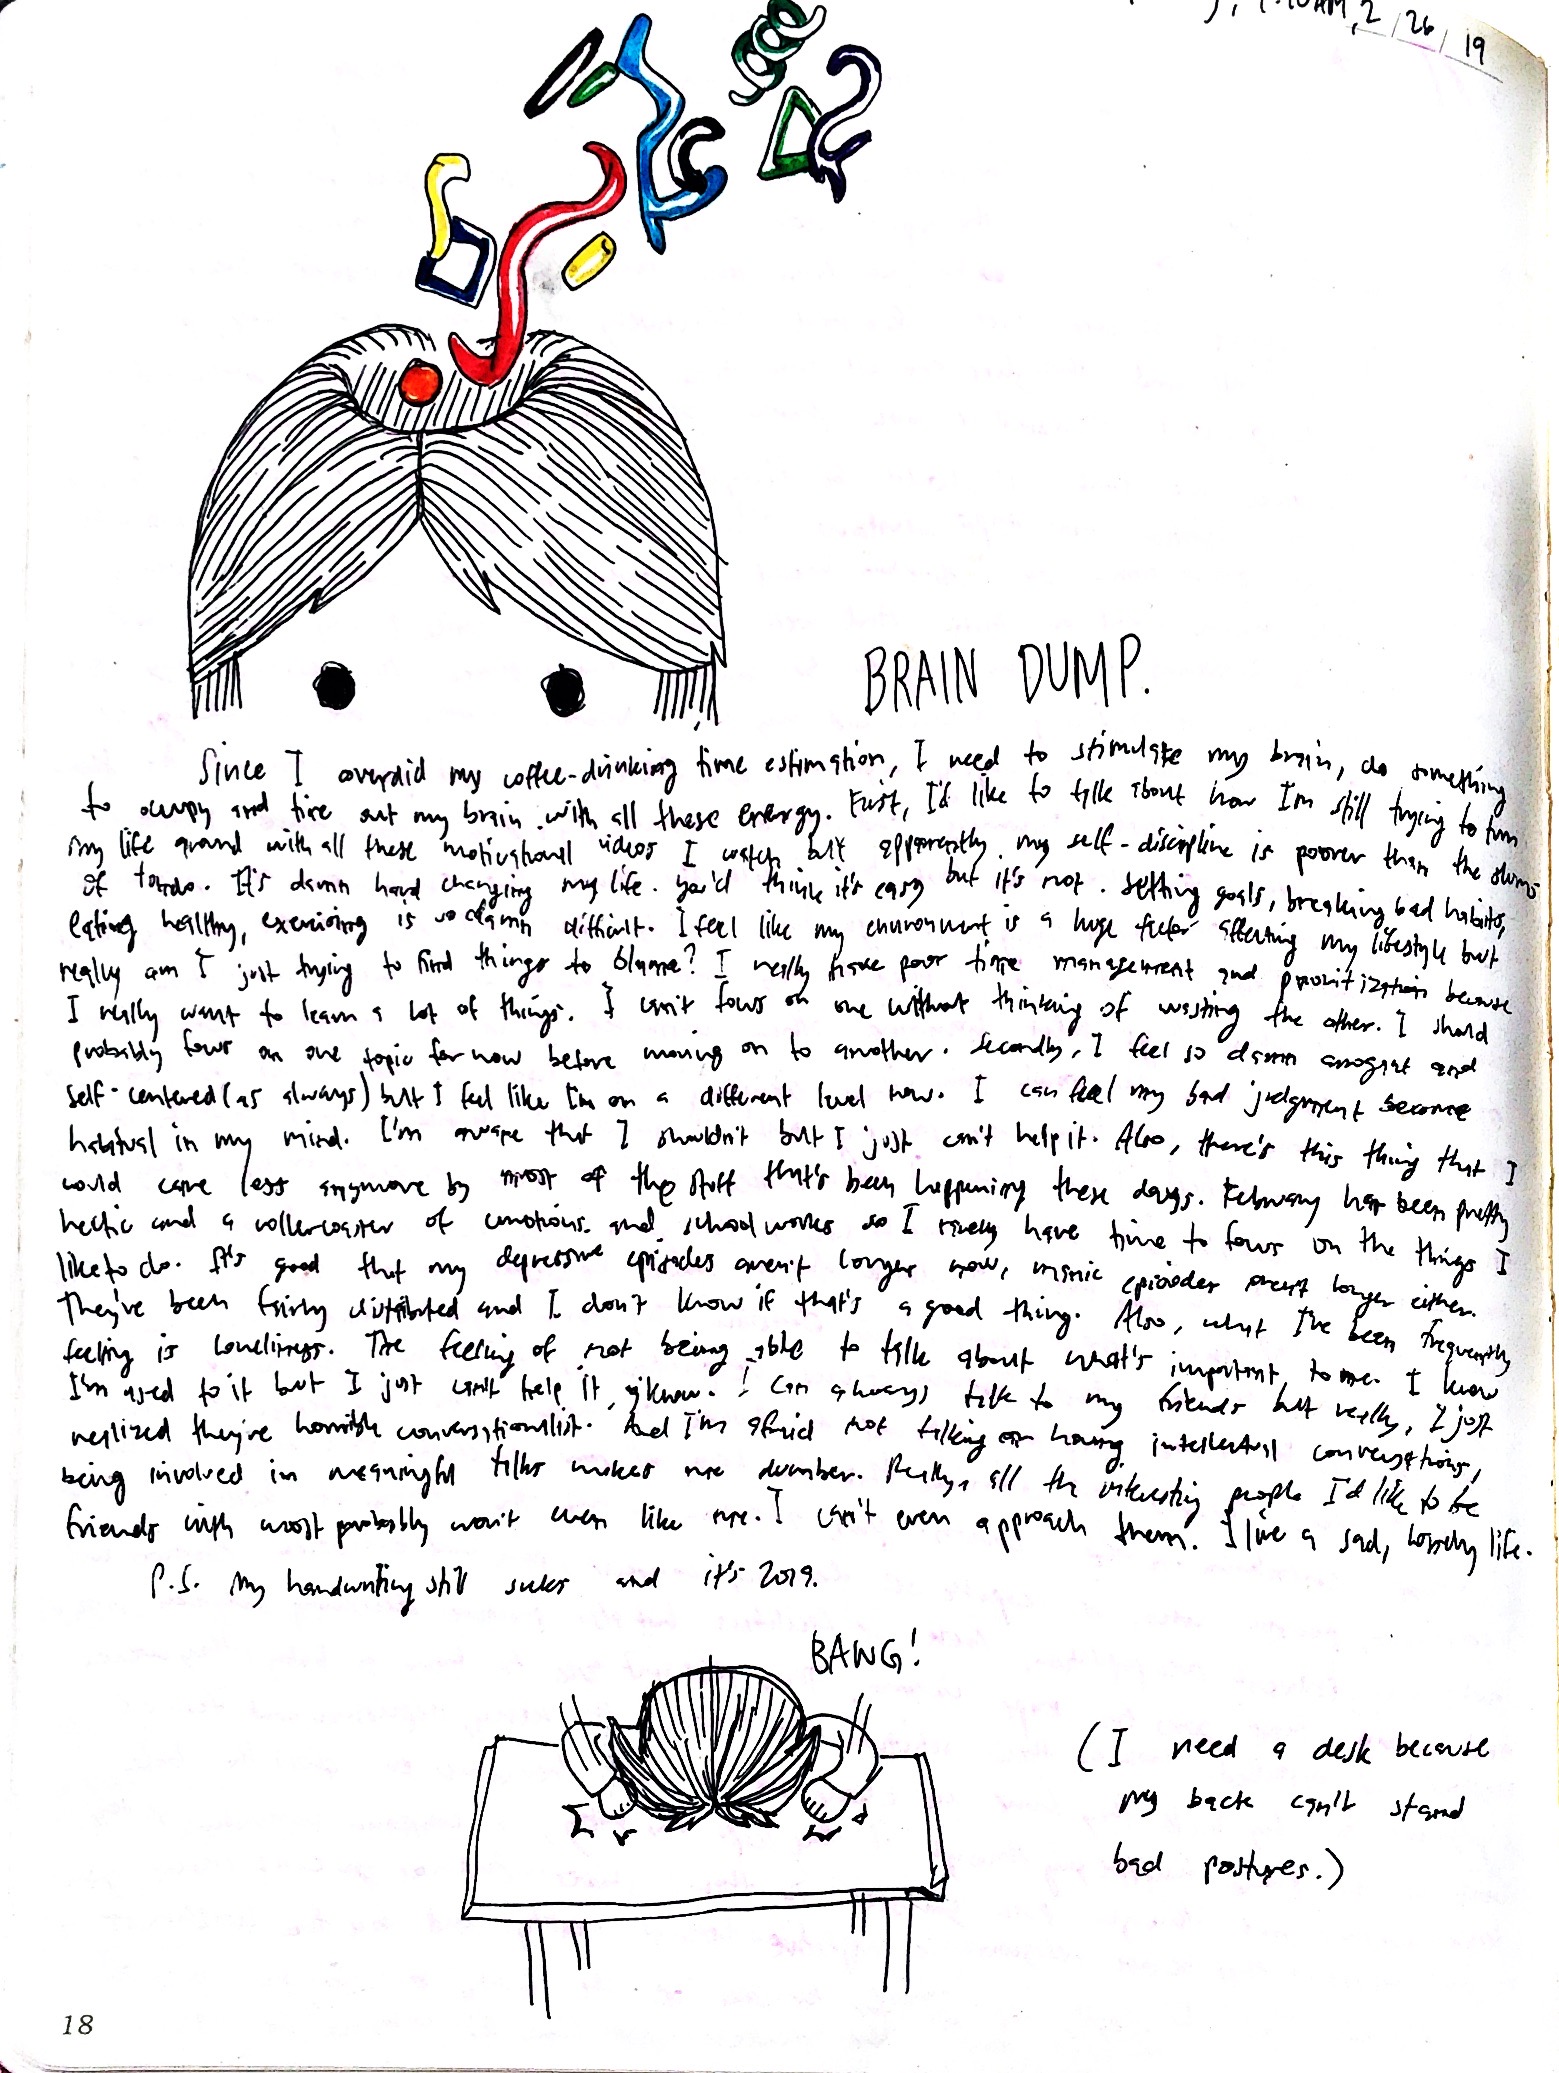 AM, 2/26/19
BRAIN DUMP.
Since I overdid my coffee-drinking time estimation, I need to stimulate my brain, do something
to occupy and tire out my brain with all these energy. First, I'd like to talk about how I'm still trying to turn
my life around with all these motivational videos I watch but apparently my self-discipline is poorer than the slums
of Tondo. It's damn hard changing my life. You'd think it's easy but it's not. Setting goals, breaking bad habits,
eating healthy, exercising is so damn difficult. I feel like my environment is a huge factor affecting my lifestyle but
really am I just trying to find things to blame? I really have poor time management and prioritization because
I really want to learn a lot of things. I can't focus on one without thinking of wasting the other. I should
probably focus on one topic for now before moving on to another. Secondly, I feel so damn arrogant and
self-centered (as always) but I feel like I'm on a different level now. I can feel my bad judgment become
habitual in my mind. I'm aware that I shouldn't but I just can't help it. Also, there's this thing that I
could care less anymore by most of the stuff that's been happening these days. February has been pretty
hectic and a rollercoaster of emotions and school works so I rarely have time to focus on the things I
like to do. It's good that my depressive episodes aren't longer now, manic episodes aren't longer either.
They've been fairly distributed and I don't know if that's a good thing. Also, what I've been frequently
feeling is loneliness. The feeling of not being able to talk about what's important to me. I know
I'm used to it but I just can't help it, y'know. I can always talk to my friends but really, I just
realized they're horrible conversationalist. And I'm afraid not talking or having intellectual conversations,
being involved in meaningful talks makes me dumber. Really, all the interesting people I'd like to be
friends with most probably won't even like me. I can't even approach them. I live a sad, lonely life.
P.S. My handwriting still sucks and it's 2019.
BANG!
(I need a desk because
my back can't stand
bad postures.)
18